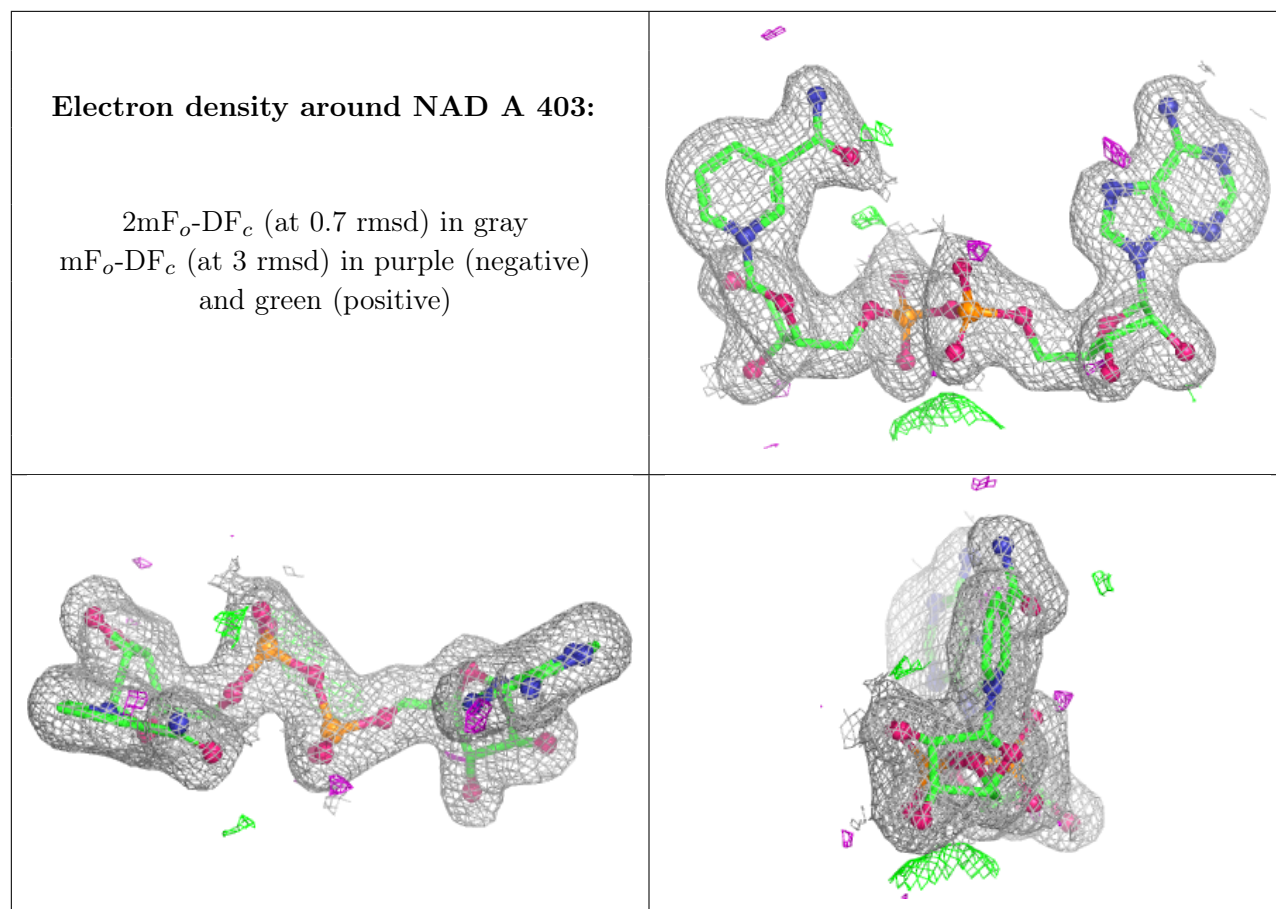 Electron density around NAD A 403:
2mFo-DFc (at 0.7 rmsd) in gray
mFo-DFc (at 3 rmsd) in purple (negative)
and green (positive)